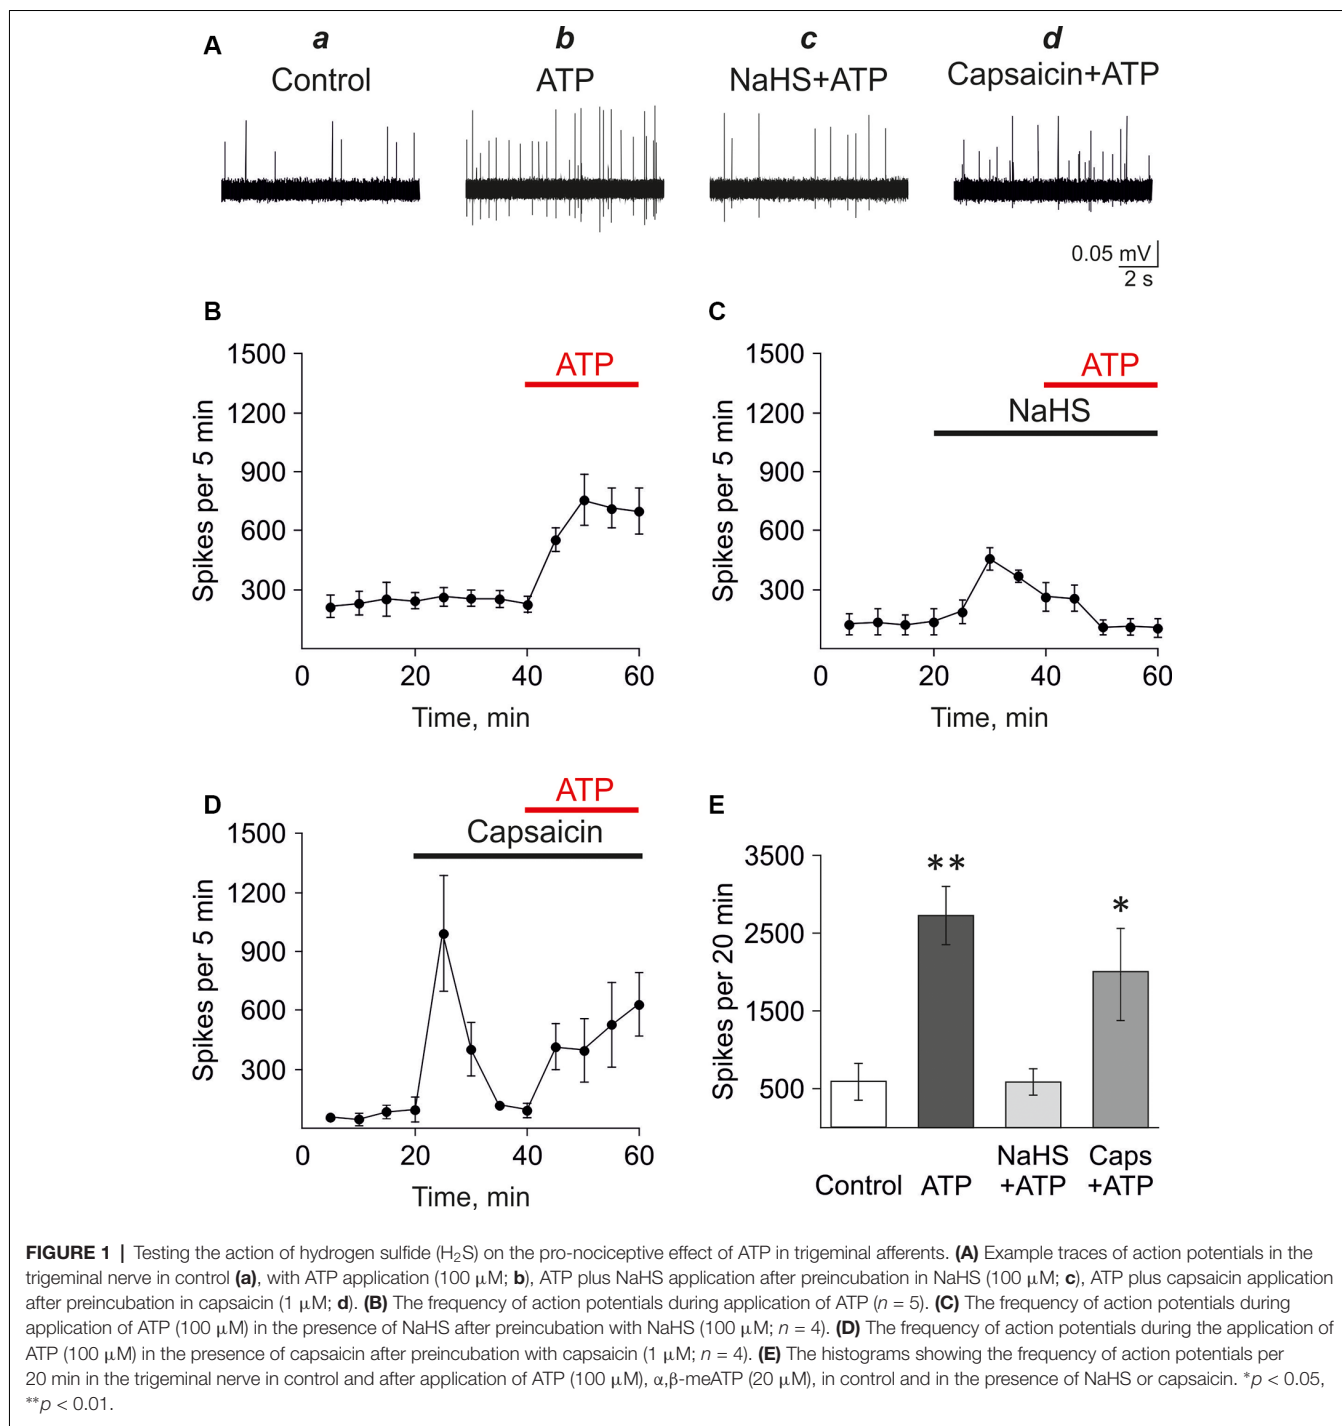 A
a
b
c
d
Control
ATP
NaHS+ATP
Capsaicin+ATP
0.05 mV
2 s
B
1500
1200
900
600
300
Spikes per 5 min
ATP
0
20
40
60
Time, min
C
1500
1200
900
600
300
Spikes per 5 min
ATP
NaHS
0
20
40
60
Time, min
D
1500
1200
900
600
300
Spikes per 5 min
ATP
Capsaicin
0
20
40
60
Time, min
E
3500
2500
1500
500
Spikes per 20 min
**
*
Control
ATP
NaHS
+ATP
Caps
+ATP
FIGURE 1 | Testing the action of hydrogen sulfide (H₂S) on the pro-nociceptive effect of ATP in trigeminal afferents. (A) Example traces of action potentials in the
trigeminal nerve in control (a), with ATP application (100 μM; b), ATP plus NaHS application after preincubation in NaHS (100 μM; c), ATP plus capsaicin application
after preincubation in capsaicin (1 μM; d). (B) The frequency of action potentials during application of ATP (n = 5). (C) The frequency of action potentials during
application of ATP (100 μM) in the presence of NaHS after preincubation with NaHS (100 μM; n = 4). (D) The frequency of action potentials during the application of
ATP (100 μM) in the presence of capsaicin after preincubation with capsaicin (1 μM; n = 4). (E) The histograms showing the frequency of action potentials per
20 min in the trigeminal nerve in control and after application of ATP (100 μM), α,β-meATP (20 μM), in control and in the presence of NaHS or capsaicin. *p < 0.05,
**p < 0.01.